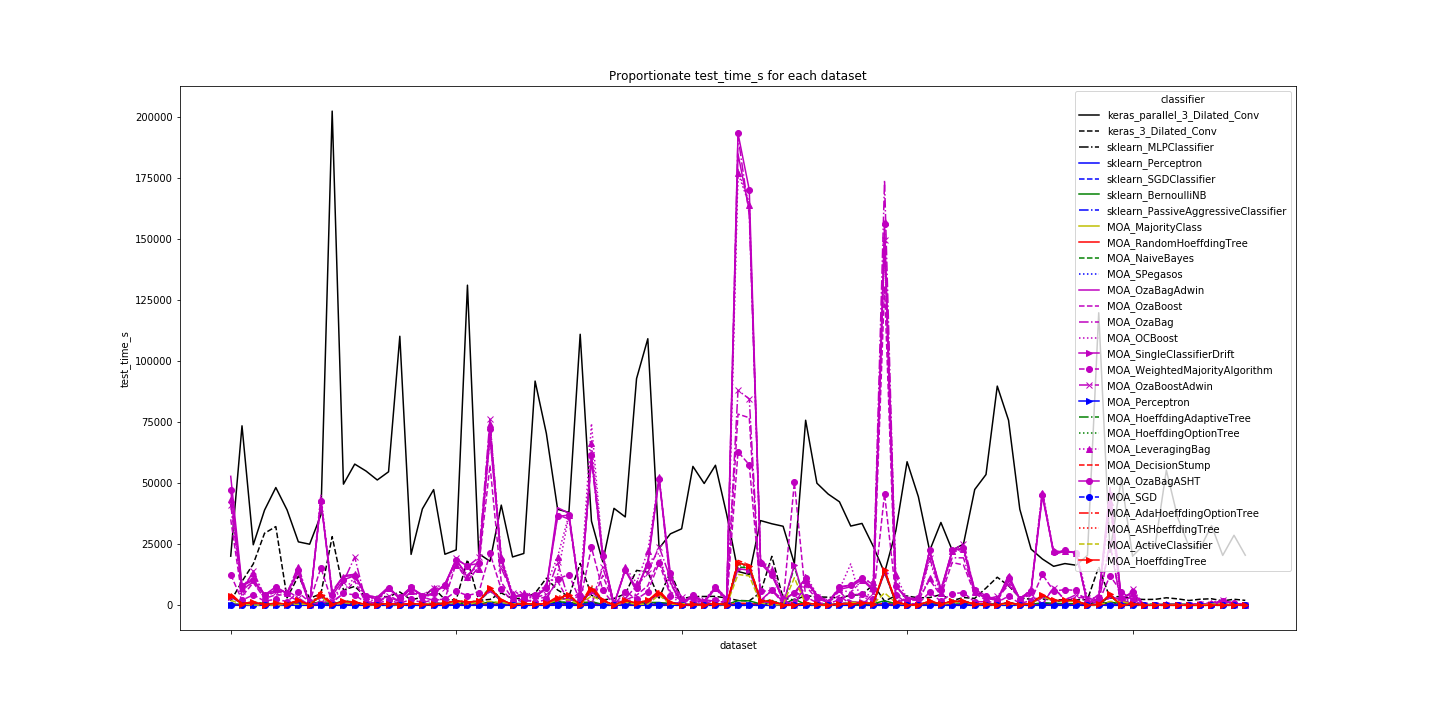 Proportionate test_time_s for each dataset
classifier
keras_parallel_3_Dilated_Conv
keras_3_Dilated_Conv
sklearn_MLPClassifier
sklearn_Perceptron
sklearn_SGDClassifier
sklearn_BernoulliNB
sklearn_PassiveAggressiveClassifier
MOA_MajorityClass
MOA_RandomHoeffdingTree
MOA_NaiveBayes
MOA_SPegasos
MOA_OzaBagAdwin
MOA_OzaBoost
MOA_OzaBag
MOA_OCBoost
MOA_SingleClassifierDrift
MOA_WeightedMajorityAlgorithm
MOA_OzaBoostAdwin
MOA_Perceptron
MOA_HoeffdingAdaptiveTree
MOA_HoeffdingOptionTree
MOA_LeveragingBag
MOA_DecisionStump
MOA_OzaBagASHT
MOA_SGD
MOA_AdaHoeffdingOptionTree
MOA_ASHoeffdingTree
MOA_ActiveClassifier
MOA_HoeffdingTree
200000
175000
150000
125000
100000
75000
50000
25000
0
test_time_s
dataset